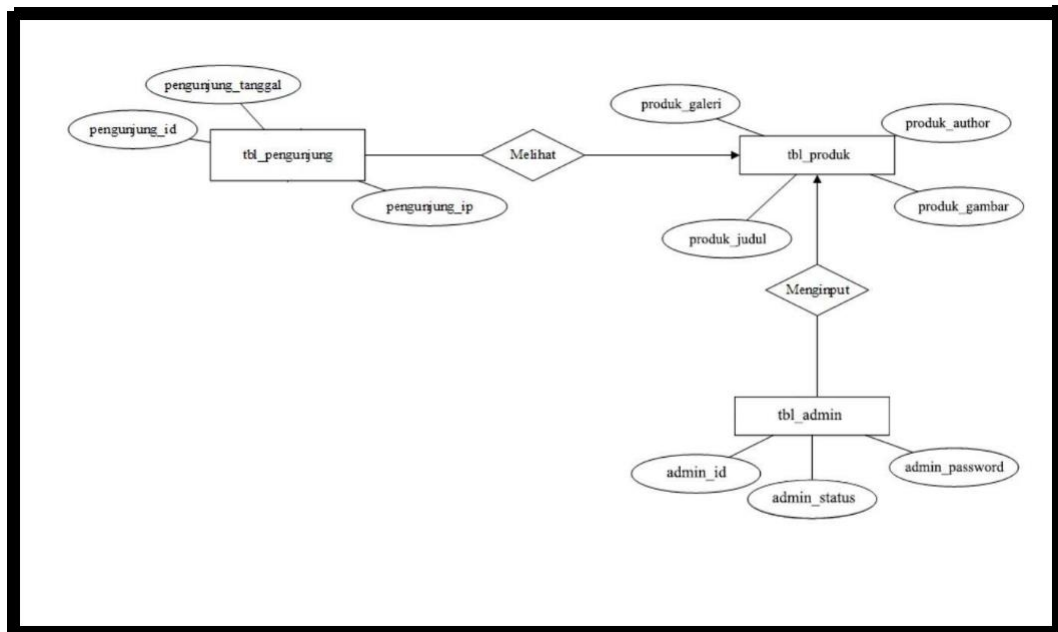 pengunjung_tanggal
pengunjung_id
tbl_pengunjung
pengunjung_ip
Melihat
produk_galeri
produk_author
tbl_produk
produk_gambar
produk_judul
Menginput
tbl_admin
admin_id
admin_status
admin_password